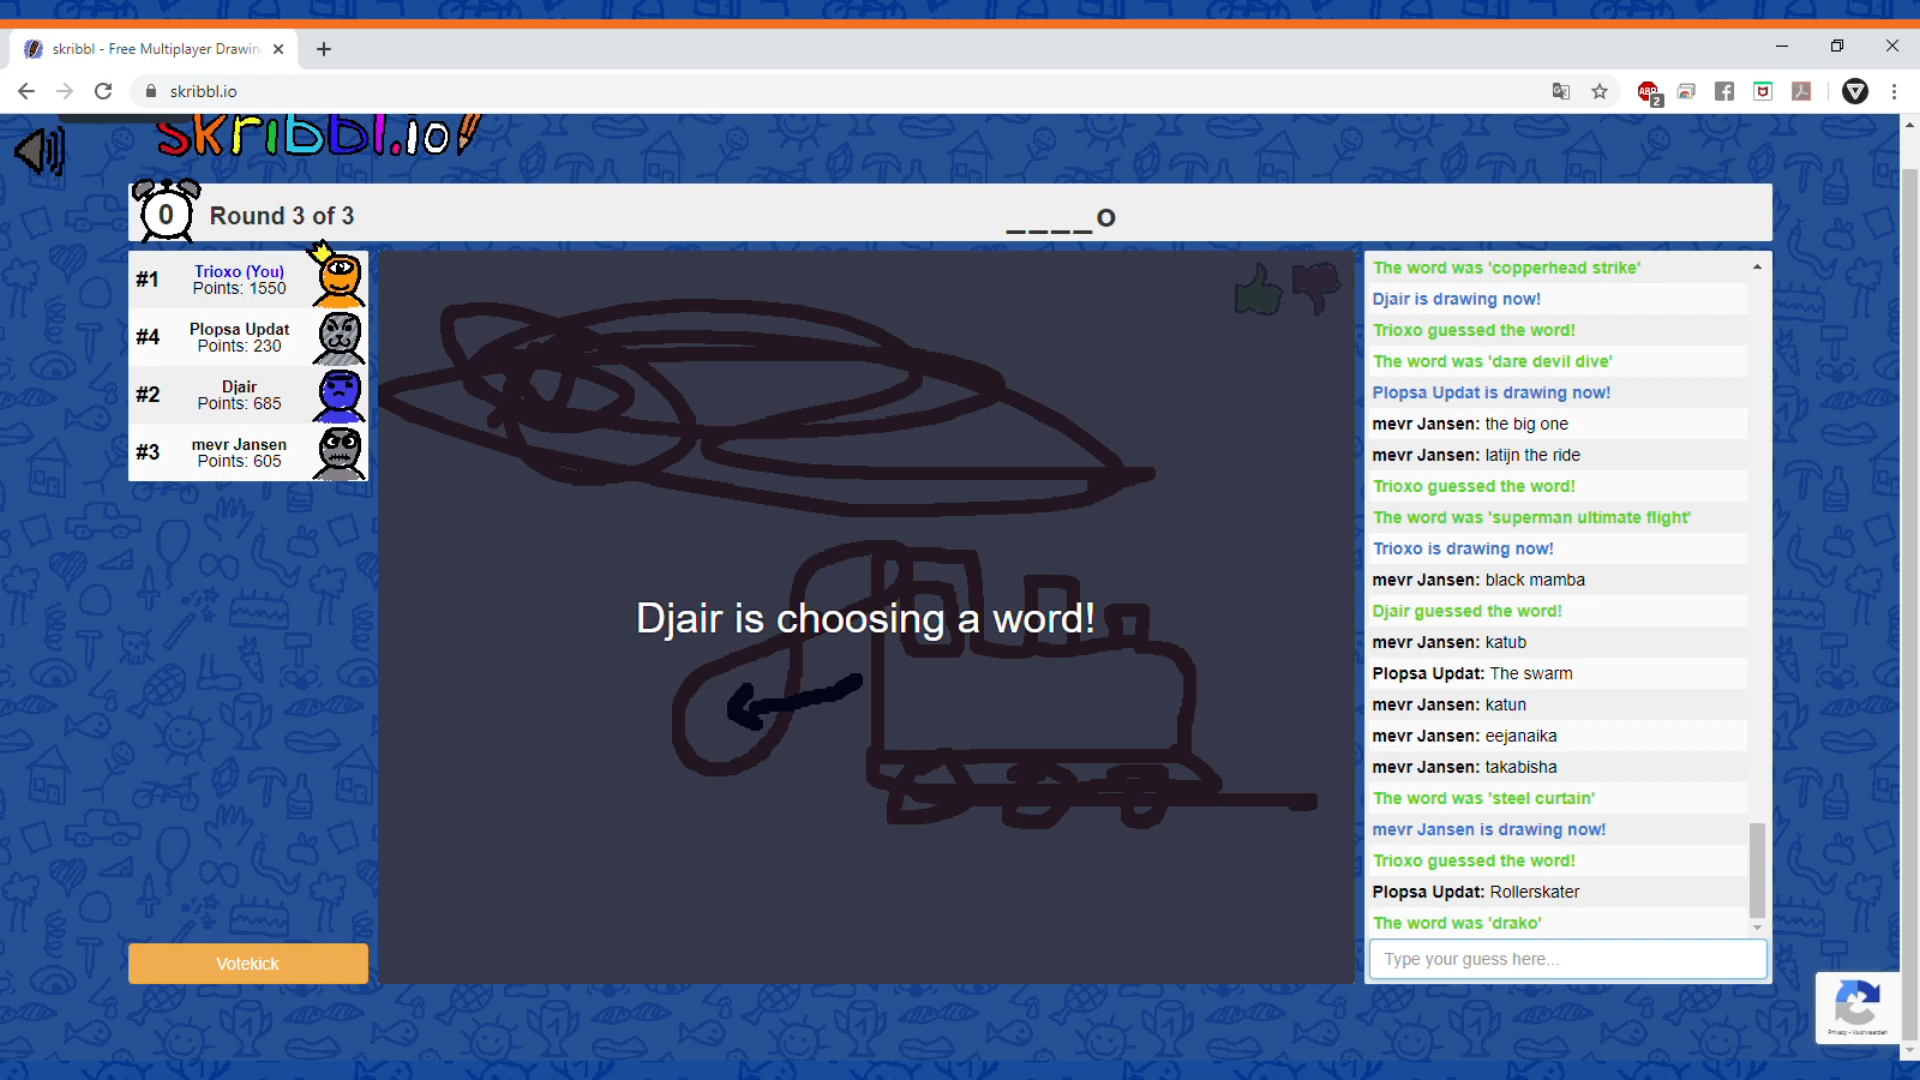 skribbl - Free Multiplayer Drawin
skribbl.io
ABP
2
skribbl.io
0
Round 3 of 3
____o
#1
Trioxo (You)
Points: 1550
#4
Plopsa Updat
Points: 230
#2
Djair
Points: 685
#3
mevr Jansen
Points: 605
Votekick
Djair is choosing a word!
The word was 'copperhead strike'
Djair is drawing now!
Trioxo guessed the word!
The word was 'dare devil dive'
Plopsa Updat is drawing now!
mevr Jansen: the big one
mevr Jansen: latijn the ride
Trioxo guessed the word!
The word was 'superman ultimate flight'
Trioxo is drawing now!
mevr Jansen: black mamba
Djair guessed the word!
mevr Jansen: katub
Plopsa Updat: The swarm
mevr Jansen: katun
mevr Jansen: eejanaika
mevr Jansen: takabisha
The word was 'steel curtain'
mevr Jansen is drawing now!
Trioxo guessed the word!
Plopsa Updat: Rollerskater
The word was 'drako'
Type your guess here...
Privacy - Voorwaarden